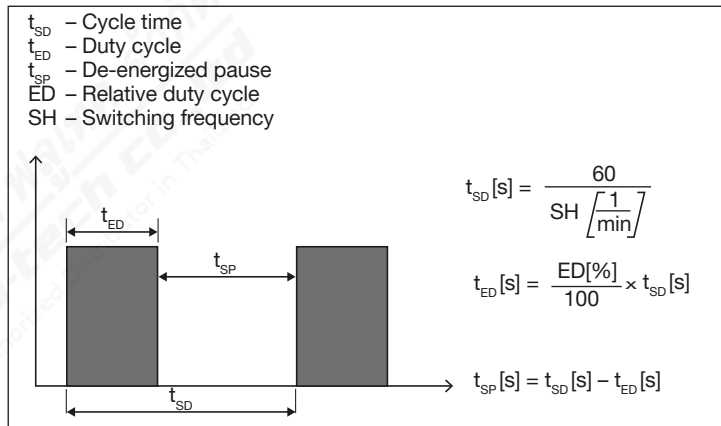 t_SD – Cycle time
t_ED – Duty cycle
t_SP – De-energized pause
ED – Relative duty cycle
SH – Switching frequency
t_SD [s] = 60 / SH [1/min]
t_ED
t_SP
t_ED [s] = ED[%] / 100 × t_SD [s]
t_SD
t_SP [s] = t_SD [s] – t_ED [s]